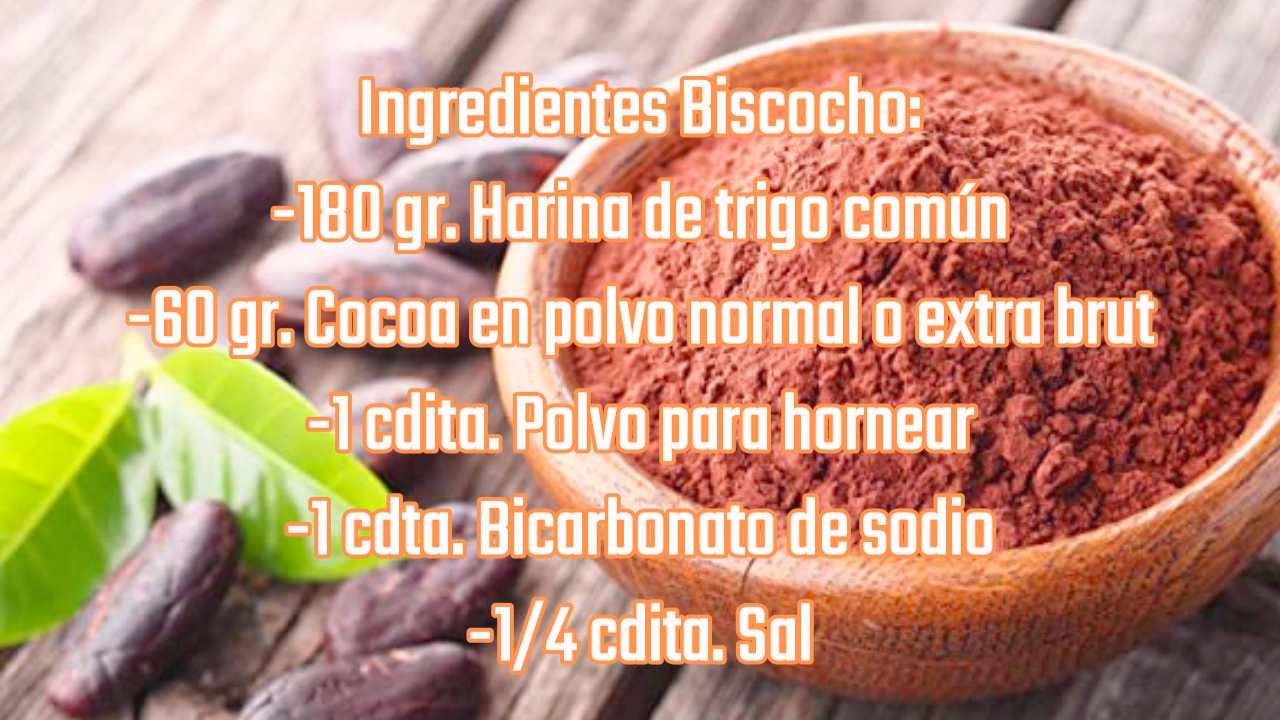 Ingredientes Biscocho:
-180 gr. Harina de trigo común
-60 gr. Cocoa en polvo normal o extra brut
-1 cdita. Polvo para hornear
-1 cdta. Bicarbonato de sodio
-1/4 cdita. Sal